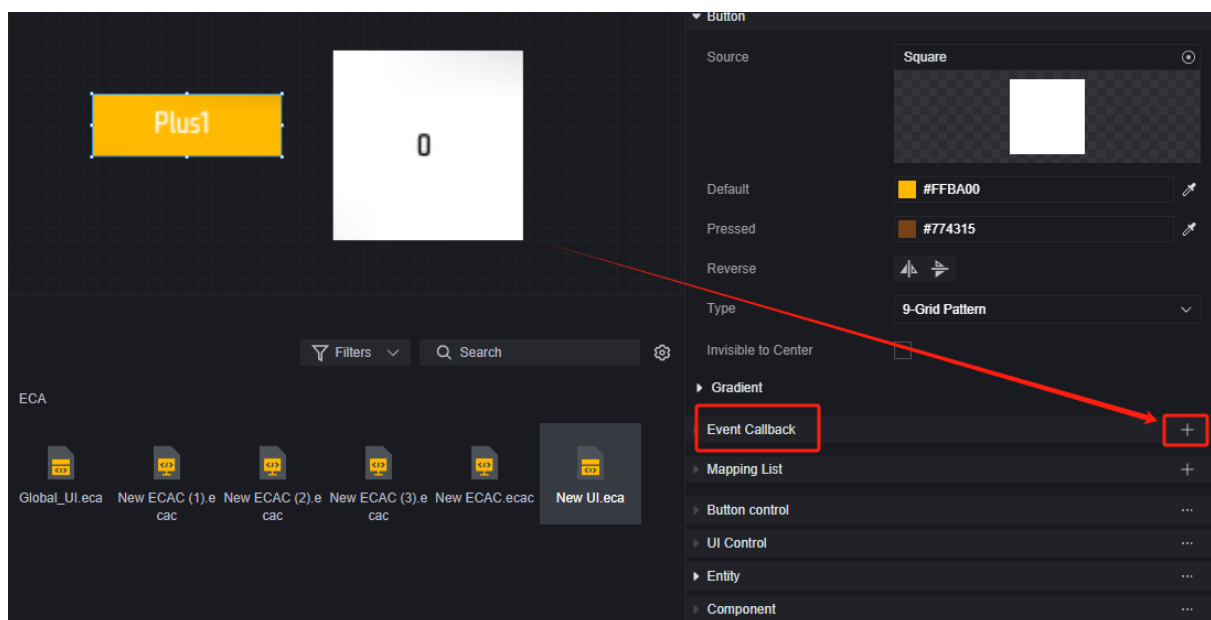 Button
Source
Square
Plus1
0
Default
#FFBA00
Pressed
#774315
Reverse
Type
9-Grid Pattern
Filters
Search
Invisible to Center
Gradient
ECA
Event Callback
Mapping List
Global_UI.eca
New ECAC (1).e
cac
New ECAC (2).e
cac
New ECAC (3).e
cac
New ECAC.ecac
New UI.eca
Button control
UI Control
Entity
Component